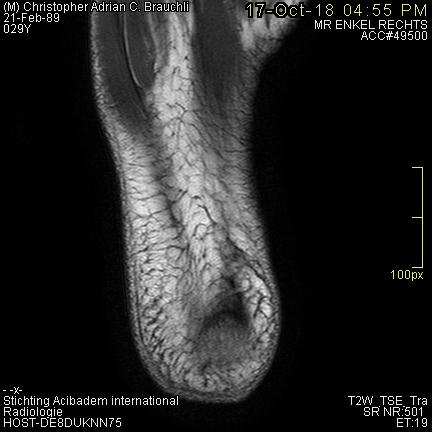 (M) Christopher Adrian C. Brauchli
21-Feb-89
029Y
17-Oct-18 04:55 PM
MR ENKEL RECHTS
ACC#49500
100px
--x-
Stichting Acibadem international
Radiologie
HOST-DE8DUKNN75
T2W_TSE_Tra
SR NR:501
ET:19